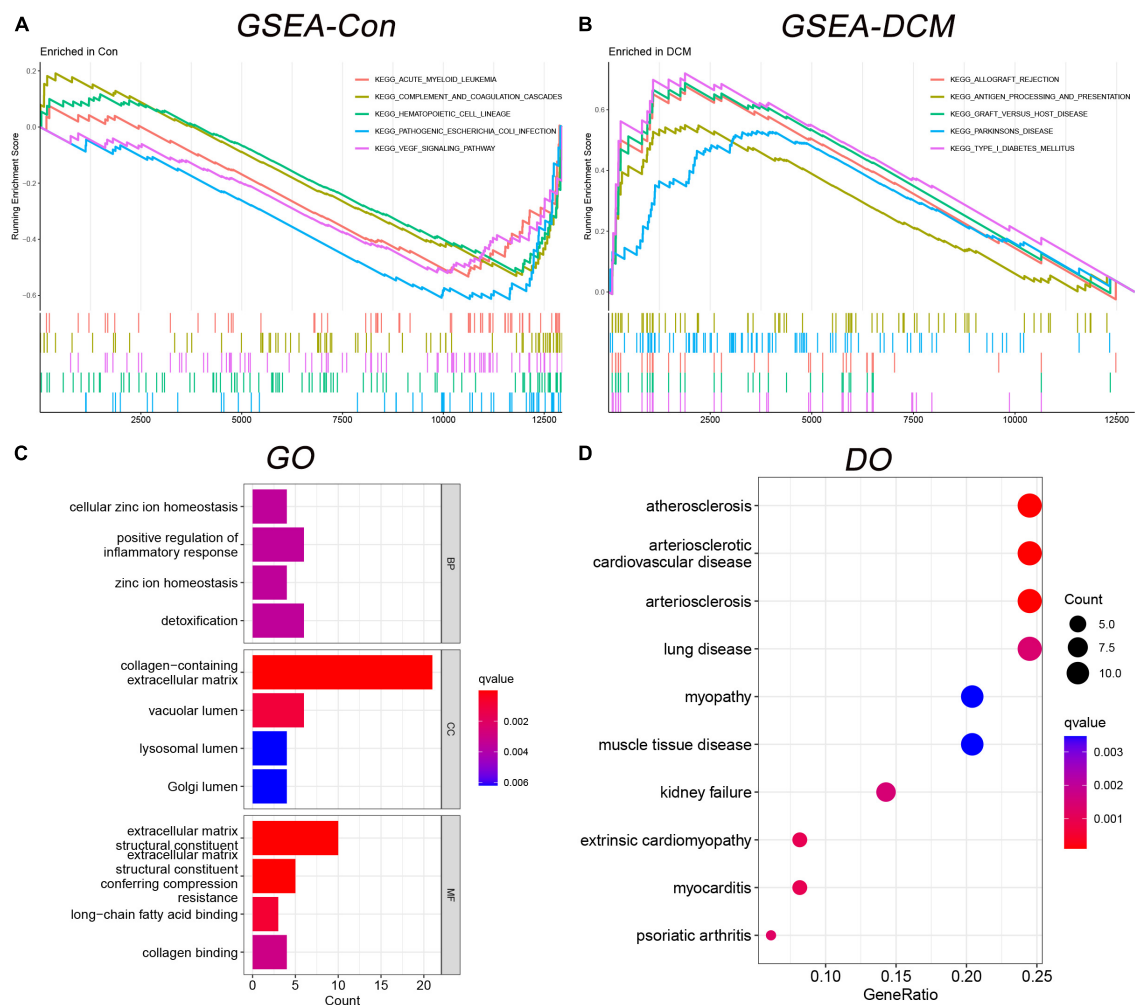 A
GSEA-Con
Enriched in Con
Running Enrichment Score
0.2
0.0
−0.2
−0.4
−0.6
KEGG_ACUTE_MYELOID_LEUKEMIA
KEGG_COMPLEMENT_AND_COAGULATION_CASCADES
KEGG_HEMATOPOIETIC_CELL_LINEAGE
KEGG_PATHOGENIC_ESCHERICHIA_COLI_INFECTION
KEGG_VEGF_SIGNALING_PATHWAY
2500
5000
7500
10000
12500
B
GSEA-DCM
Enriched in DCM
Running Enrichment Score
0.6
0.4
0.2
0.0
KEGG_ALLOGRAFT_REJECTION
KEGG_ANTIGEN_PROCESSING_AND_PRESENTATION
KEGG_GRAFT_VERSUS_HOST_DISEASE
KEGG_PARKINSONS_DISEASE
KEGG_TYPE_I_DIABETES_MELLITUS
2500
5000
7500
10000
12500
C
GO
cellular zinc ion homeostasis
positive regulation of
inflammatory response
zinc ion homeostasis
detoxification
BP
collagen−containing
extracellular matrix
vacuolar lumen
lysosomal lumen
Golgi lumen
CC
extracellular matrix
structural constituent
extracellular matrix
structural constituent
conferring compression
resistance
long−chain fatty acid binding
collagen binding
MF
0
5
10
15
20
Count
qvalue
0.002
0.004
0.006
D
DO
atherosclerosis
arteriosclerotic
cardiovascular disease
arteriosclerosis
lung disease
myopathy
muscle tissue disease
kidney failure
extrinsic cardiomyopathy
myocarditis
psoriatic arthritis
0.10
0.15
0.20
0.25
GeneRatio
Count
5.0
7.5
10.0
qvalue
0.003
0.002
0.001